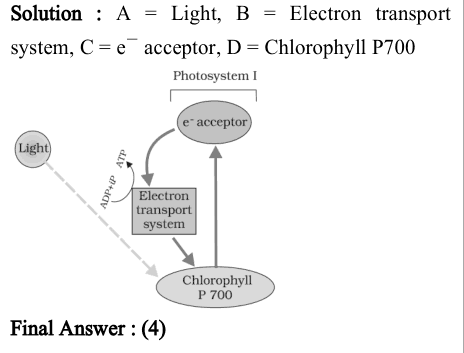 Solution : A = Light, B = Electron transport
system, C = e⁻ acceptor, D = Chlorophyll P700
Photosystem I
e⁻ acceptor
Light
ADP+iP
ATP
Electron
transport
system
Chlorophyll
P 700
Final Answer : (4)